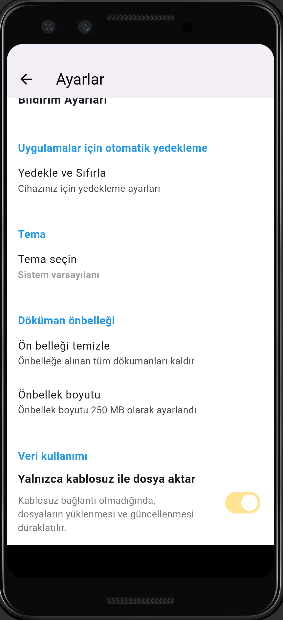 Ayarlar
Bildirim Ayarları
Uygulamalar için otomatik yedekleme
Yedekle ve Sıfırla
Cihazınız için yedekleme ayarları
Tema
Tema seçin
Sistem varsayılanı
Döküman önbelleği
Ön belleği temizle
Önbelleğe alınan tüm dökumanları kaldır
Önbellek boyutu
Önbellek boyutu 250 MB olarak ayarlandı
Veri kullanımı
Yalnızca kablosuz ile dosya aktar
Kablosuz bağlantı olmadığında,
dosyaların yüklenmesi ve güncellenmesi
duraklatılır.